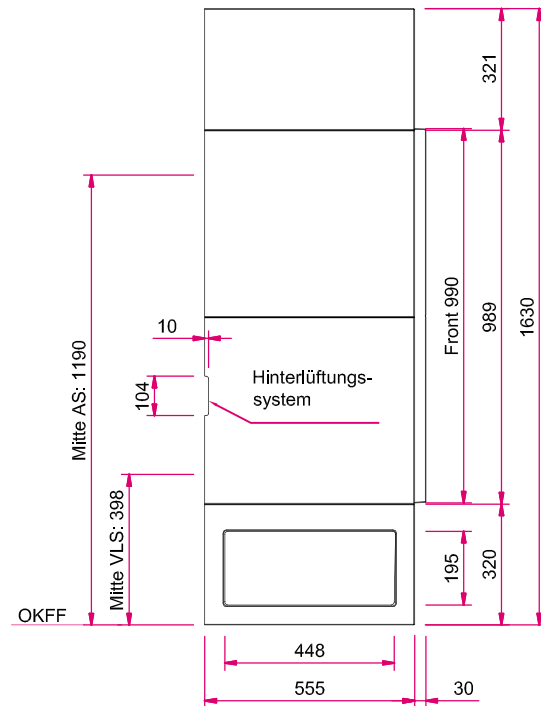 321
Front 990
989
1630
Mitte AS: 1190
10
104
Hinterlüftungs-
system
Mitte VLS: 398
195
320
OKFF
448
555
30